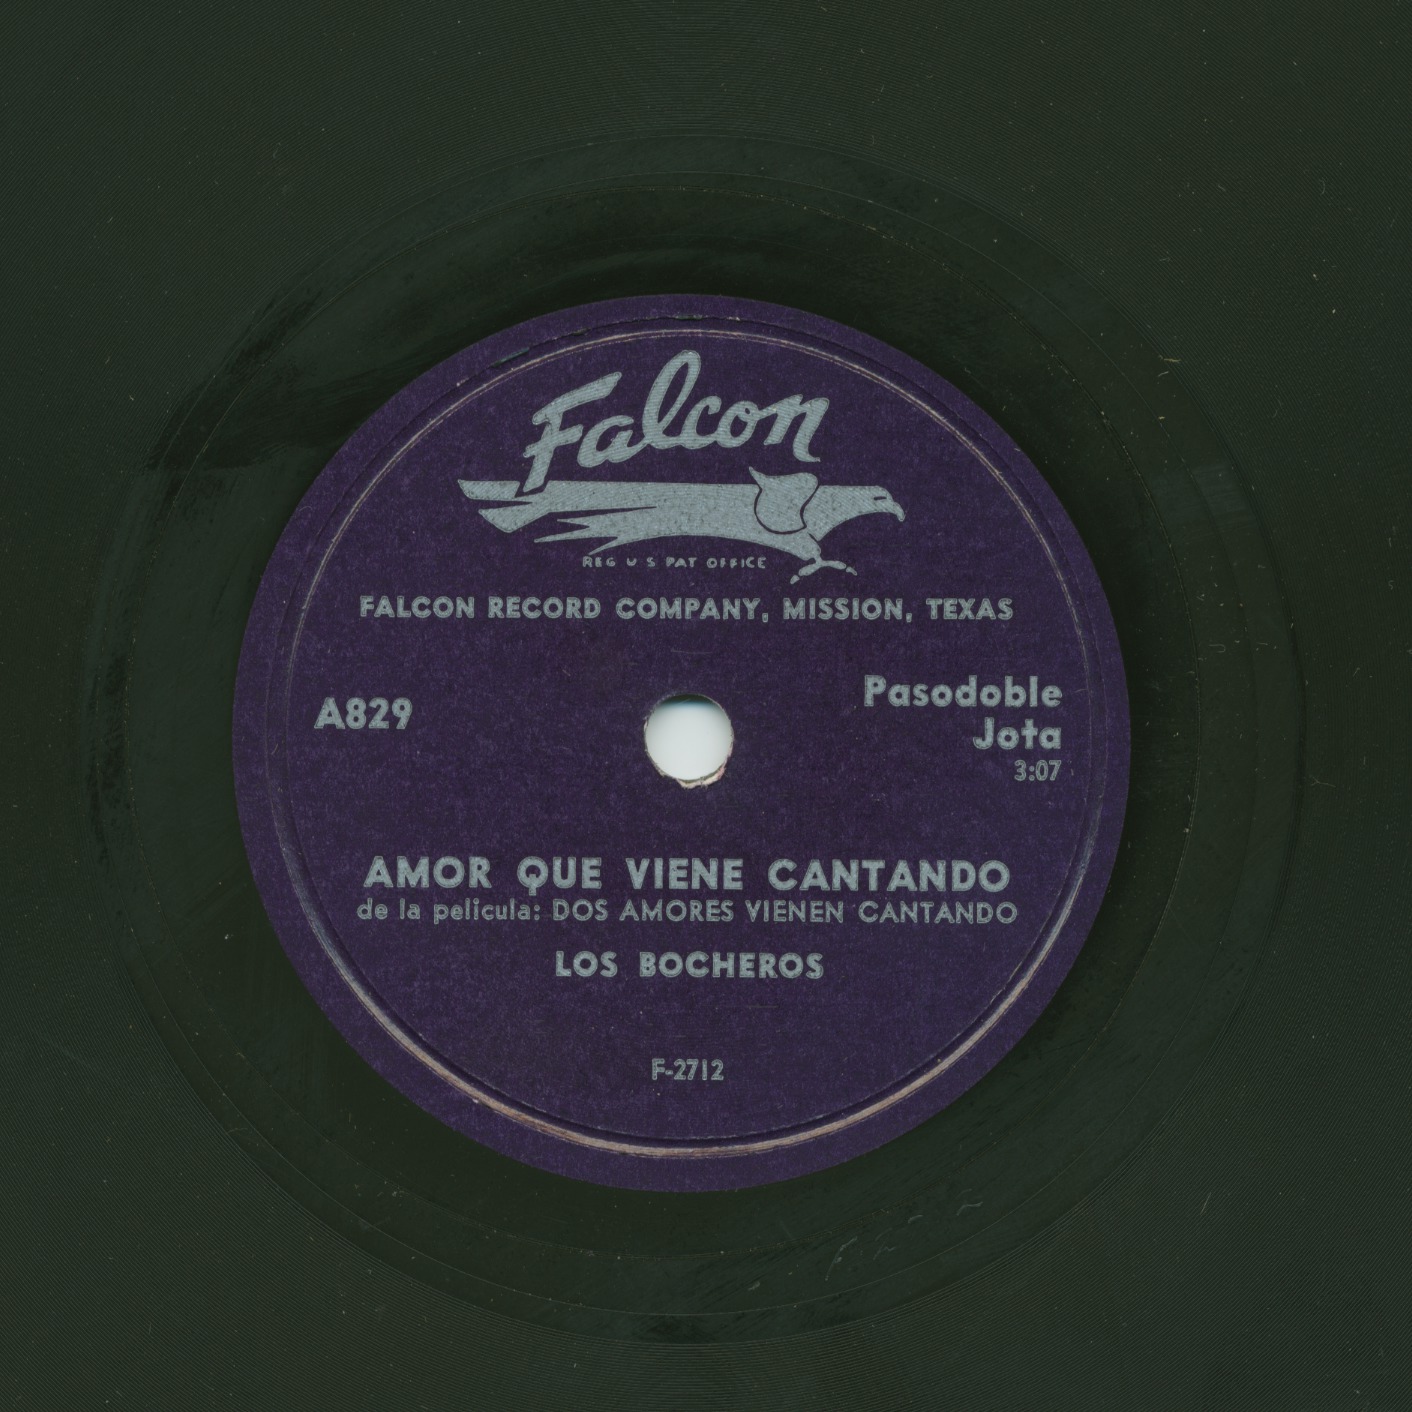 Falcon
REG U S PAT OFFICE
FALCON RECORD COMPANY, MISSION, TEXAS
A829
Pasodoble
Jota
3:07
AMOR QUE VIENE CANTANDO
de la pelicula: DOS AMORES VIENEN CANTANDO
LOS BOCHEROS
F-2712